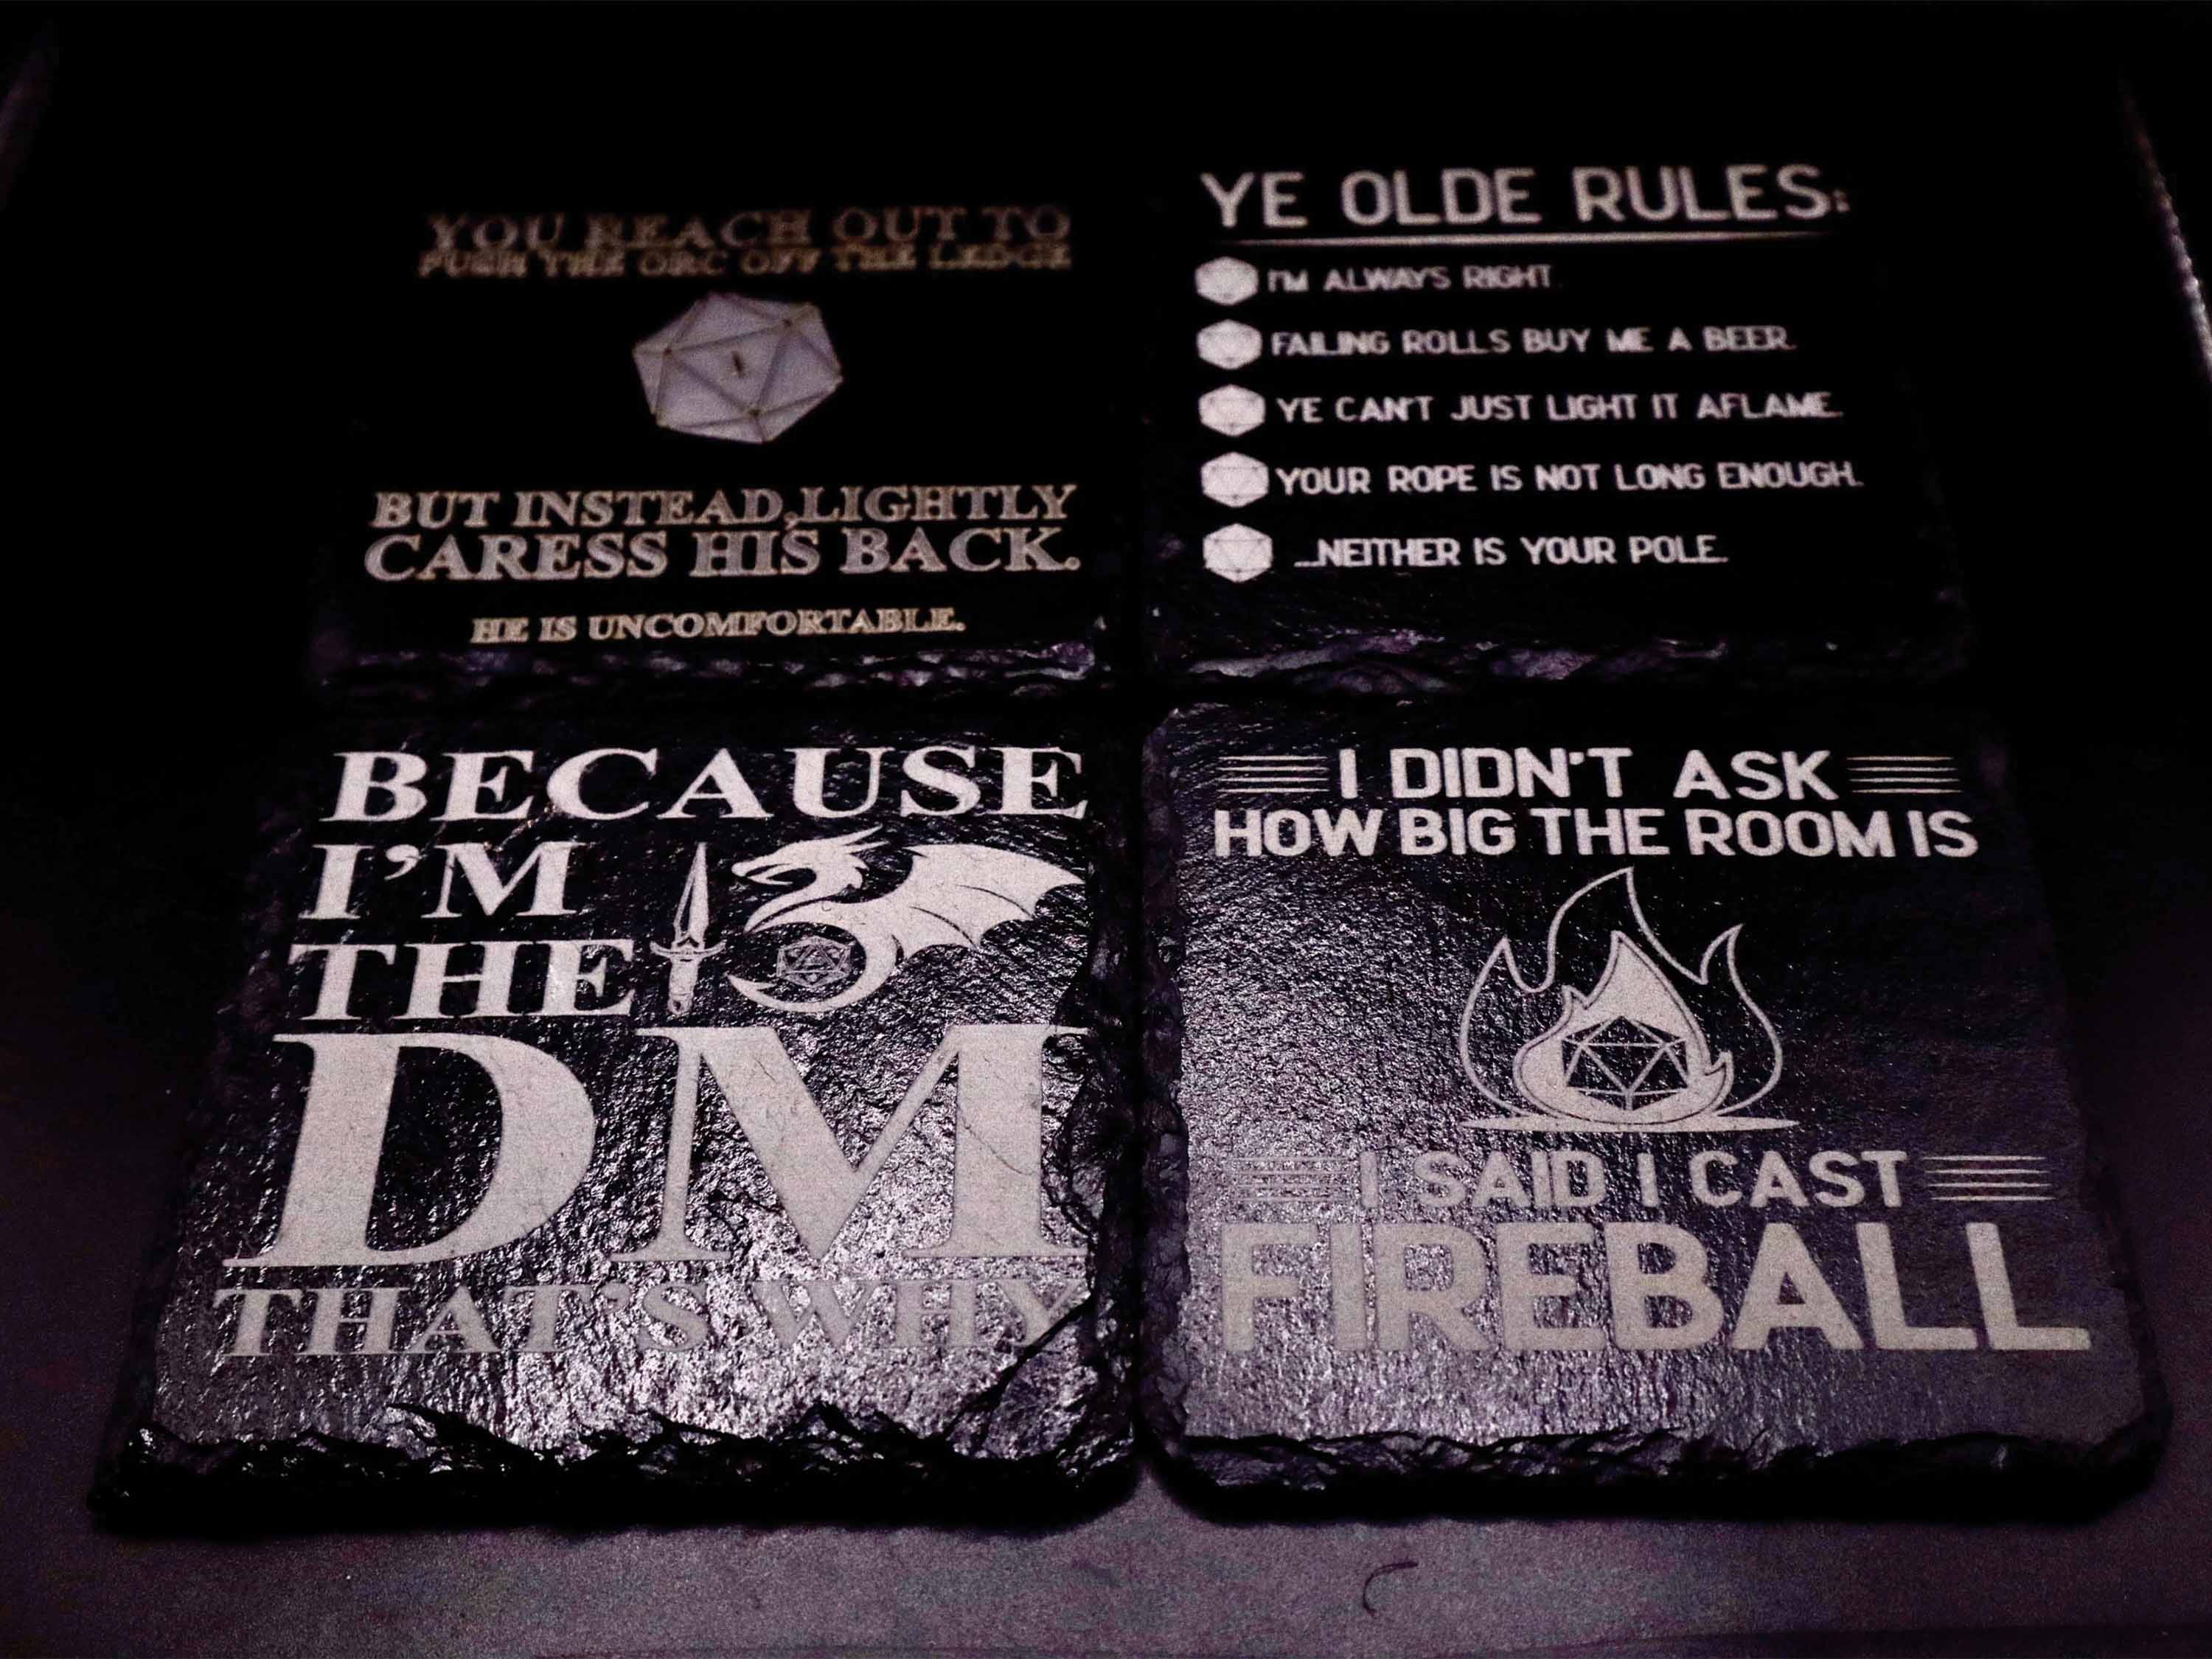 YOU REACH OUT TO
PUSH THE ORC OFF THE LEDGE
1
BUT INSTEAD, LIGHTLY
CARESS HIS BACK.
HE IS UNCOMFORTABLE.
YE OLDE RULES:
I'M ALWAYS RIGHT.
FAILING ROLLS BUY ME A BEER.
YE CAN'T JUST LIGHT IT AFLAME.
YOUR ROPE IS NOT LONG ENOUGH.
...NEITHER IS YOUR POLE.
BECAUSE
I'M
THE
DM
THAT'S WHY
I DIDN'T ASK
HOW BIG THE ROOM IS
I SAID I CAST
FIREBALL